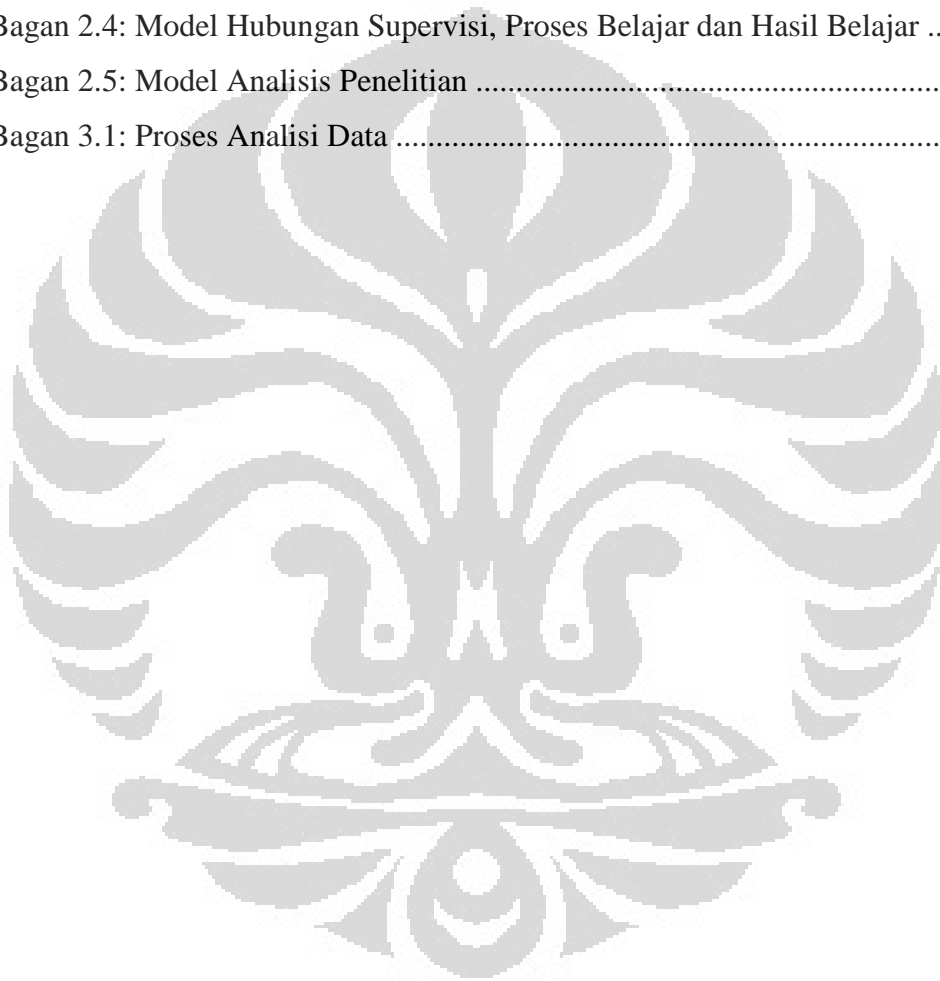 Bagan 2.4: Model Hubungan Supervisi, Proses Belajar dan Hasil Belajar ..
Bagan 2.5: Model Analisis Penelitian ..........................................................
Bagan 3.1: Proses Analisi Data ....................................................................